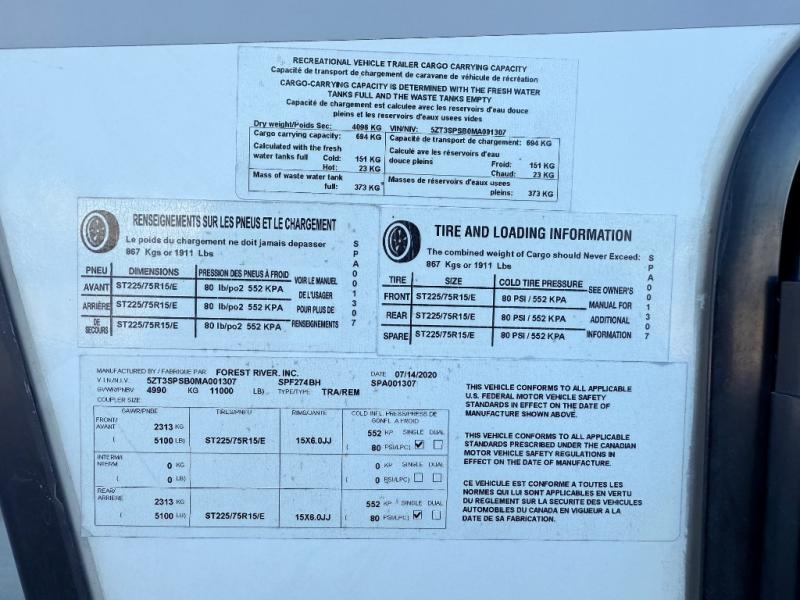 RECREATIONAL VEHICLE TRAILER CARGO CARRYING CAPACITY
Capacité de transport de chargement de caravane de véhicule de récréation
CARGO-CARRYING CAPACITY IS DETERMINED WITH THE FRESH WATER
TANKS FULL AND THE WASTE TANKS EMPTY
Capacité de chargement est calculee avec les reservoirs d'eau douce
pleins et les reservoirs d'eaux usees vides
Dry weight/Poids Sec: 4096 KG VIN/NIV: 5ZT3SPSB0MA001307
Cargo carrying capacity: 694 KG
Calculated with the fresh
water tanks full Cold: 151 KG
Hot: 23 KG
Mass of waste water tank
full: 373 KG
Capacite de transport de chargement: 694 KG
Calculé ave les réservoirs d'eau
douce pleins Froid: 151 KG
Chaud: 23 KG
Masses de réservoirs d'eaux usees
pleins: 373 KG
RENSEIGNEMENTS SUR LES PNEUS ET LE CHARGEMENT
Le poids du chargement ne doit jamais depasser
867 Kgs or 1911 Lbs
PNEU DIMENSIONS PRESSION DES PNEUS À FROID
AVANT ST225/75R15/E 80 lb/po2 552 KPA
ARRIÈRE ST225/75R15/E 80 lb/po2 552 KPA
DE SECOURS ST225/75R15/E 80 lb/po2 552 KPA
VOIR LE MANUEL
DE L'USAGER
POUR PLUS DE
RENSEIGNEMENTS
SPA001307
TIRE AND LOADING INFORMATION
The combined weight of Cargo should Never Exceed:
867 Kgs or 1911 Lbs
TIRE SIZE COLD TIRE PRESSURE
FRONT ST225/75R15/E 80 PSI / 552 KPA
REAR ST225/75R15/E 80 PSI / 552 KPA
SPARE ST225/75R15/E 80 PSI / 552 KPA
SEE OWNER'S
MANUAL FOR
ADDITIONAL
INFORMATION
SPA001307
MANUFACTURED BY / FABRIQUE PAR FOREST RIVER, INC. DATE 07/14/2020
V.I.N./N.I.V. 5ZT3SPSB0MA001307 SPF274BH SPA001307
GVWR/PNBV 4990 KG 11000 LB) TYPE/TYPE: TRA/REM
COUPLER SIZE
GAWR/PNBE TIRES/PNEU RIMS/JANTE COLD INFL PRESS/PRESS DE
GONFL A FROID
FRONT/
AVANT 2313 KG 552 KP SINGLE DUAL
( 5100 LB) ST225/75R15/E 15X6.0JJ ( 80 PSI/LPC)
INTERM/
INTERM 0 KG 0 KP SINGLE DUAL
( 0 LB) ( 0 PSI/LPC)
REAR/
ARRIERE 2313 KG 552 KP SINGLE DUAL
( 5100 LB) ST225/75R15/E 15X6.0JJ ( 80 PSI/LPC)
THIS VEHICLE CONFORMS TO ALL APPLICABLE
U.S. FEDERAL MOTOR VEHICLE SAFETY
STANDARDS IN EFFECT ON THE DATE OF
MANUFACTURE SHOWN ABOVE.
THIS VEHICLE CONFORMS TO ALL APPLICABLE
STANDARDS PRESCRIBED UNDER THE CANADIAN
MOTOR VEHICLE SAFETY REGULATIONS IN
EFFECT ON THE DATE OF MANUFACTURE.
CE VEHICULE EST CONFORME A TOUTES LES
NORMES QUI LUI SONT APPLICABLES EN VERTU
DU REGLEMENT SUR LA SECURITE DES VEHICULES
AUTOMOBILES DU CANADA EN VIGUEUR A LA
DATE DE SA FABRICATION.